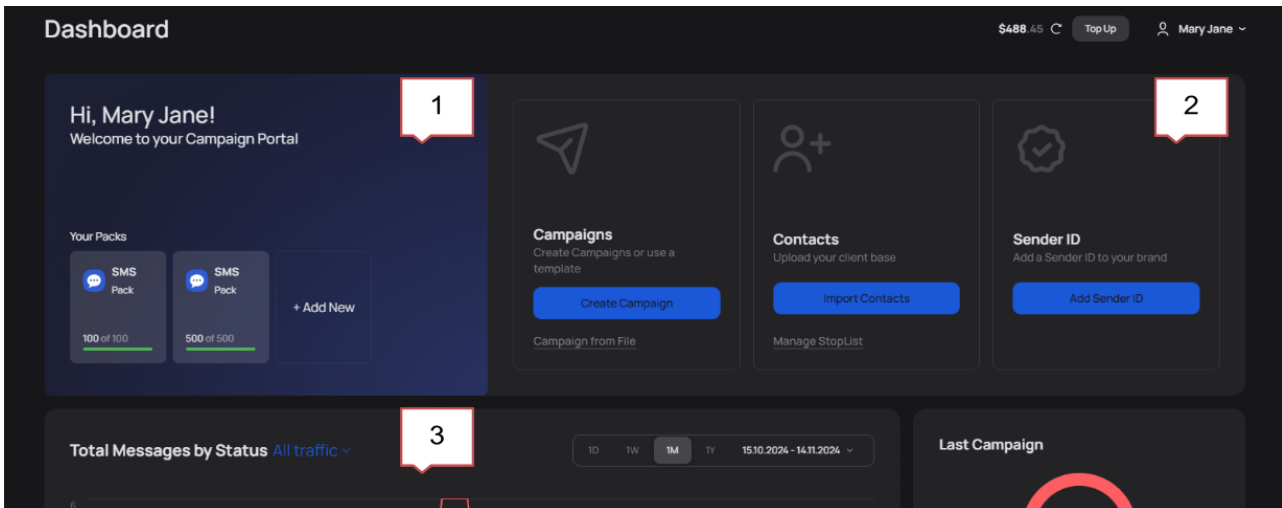 Dashboard
$488.45
Top Up
Mary Jane
1
Hi, Mary Jane!
Welcome to your Campaign Portal
Your Packs
SMS
Pack
100 of 100
SMS
Pack
500 of 500
+ Add New
2
Campaigns
Create Campaigns or use a
template
Create Campaign
Campaign from File
Contacts
Upload your client base
Import Contacts
Manage StopList
Sender ID
Add a Sender ID to your brand
Add Sender ID
3
Total Messages by Status All traffic
1D
1W
1M
1Y
15.10.2024 - 14.11.2024
6
Last Campaign